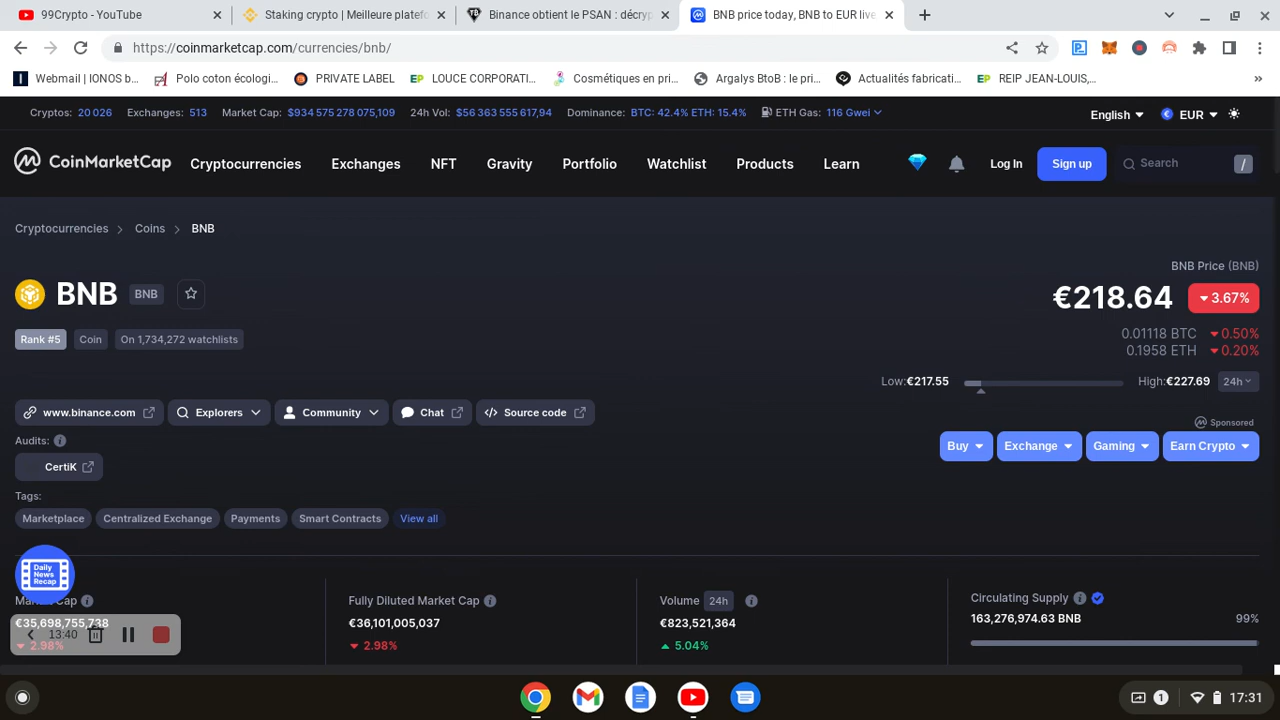 99Crypto - YouTube
Staking crypto | Meilleure platefo
Binance obtient le PSAN : décryp
BNB price today, BNB to EUR live,
https://coinmarketcap.com/currencies/bnb/
Webmail | IONOS b...
Polo coton écologi...
PRIVATE LABEL
LOUCE CORPORATI...
Cosmétiques en pri...
Argalys BtoB : le pri...
Actualités fabricati...
REIP JEAN-LOUIS,...
Cryptos: 20 026 Exchanges: 513 Market Cap: $934 575 278 075,109 24h Vol: $56 363 555 617,94 Dominance: BTC: 42.4% ETH: 15.4% ETH Gas: 116 Gwei
English EUR
CoinMarketCap
Cryptocurrencies Exchanges NFT Gravity Portfolio Watchlist Products Learn
Log In Sign up Search /
Cryptocurrencies > Coins > BNB
BNB BNB
Rank #5 Coin On 1,734,272 watchlists
BNB Price (BNB)
€218.64 3.67%
0.01118 BTC 0.50%
0.1958 ETH 0.20%
Low:€217.55 High:€227.69 24h
www.binance.com Explorers Community Chat Source code
Audits:
CertiK
Sponsored
Buy Exchange Gaming Earn Crypto
Tags:
Marketplace Centralized Exchange Payments Smart Contracts View all
Daily
News
Recap
Market Cap
€35,698,755,738
2.98%
13:40
Fully Diluted Market Cap
€36,101,005,037
2.98%
Volume 24h
€823,521,364
5.04%
Circulating Supply
163,276,974.63 BNB 99%
1 17:31